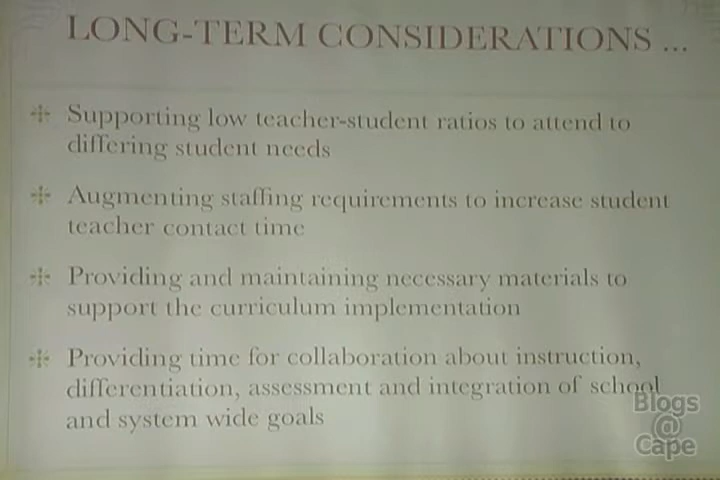 LONG-TERM CONSIDERATIONS ...
Supporting low teacher-student ratios to attend to
differing student needs
Augmenting staffing requirements to increase student
teacher contact time
Providing and maintaining necessary materials to
support the curriculum implementation
Providing time for collaboration about instruction,
differentiation, assessment and integration of school
and system wide goals
Blogs
@
Cape